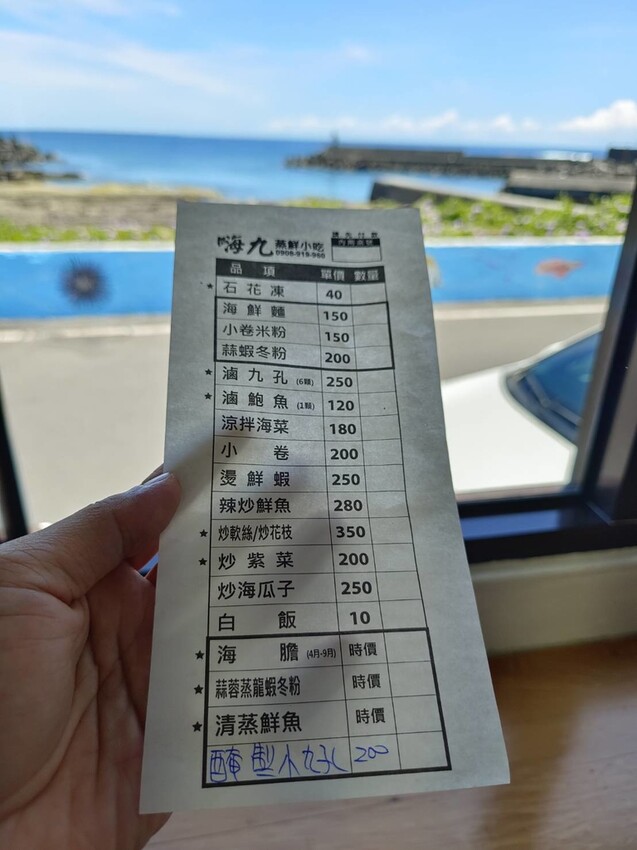 嗨九 蒸鮮小吃
0908-919-960
內用桌號
品項 單價 數量
★ 石花凍 40
海鮮麵 150
小卷米粉 150
蒜蝦冬粉 200
★ 滷九孔 (6顆) 250
★ 滷鮑魚 (1顆) 120
涼拌海菜 180
小卷 200
燙鮮蝦 250
辣炒鮮魚 280
★ 炒軟絲/炒花枝 350
★ 炒紫菜 200
炒海瓜子 250
白飯 10
★ 海膽 (4月-9月) 時價
★ 蒜蓉蒸龍蝦冬粉 時價
★ 清蒸鮮魚 時價
醃製小九孔 200